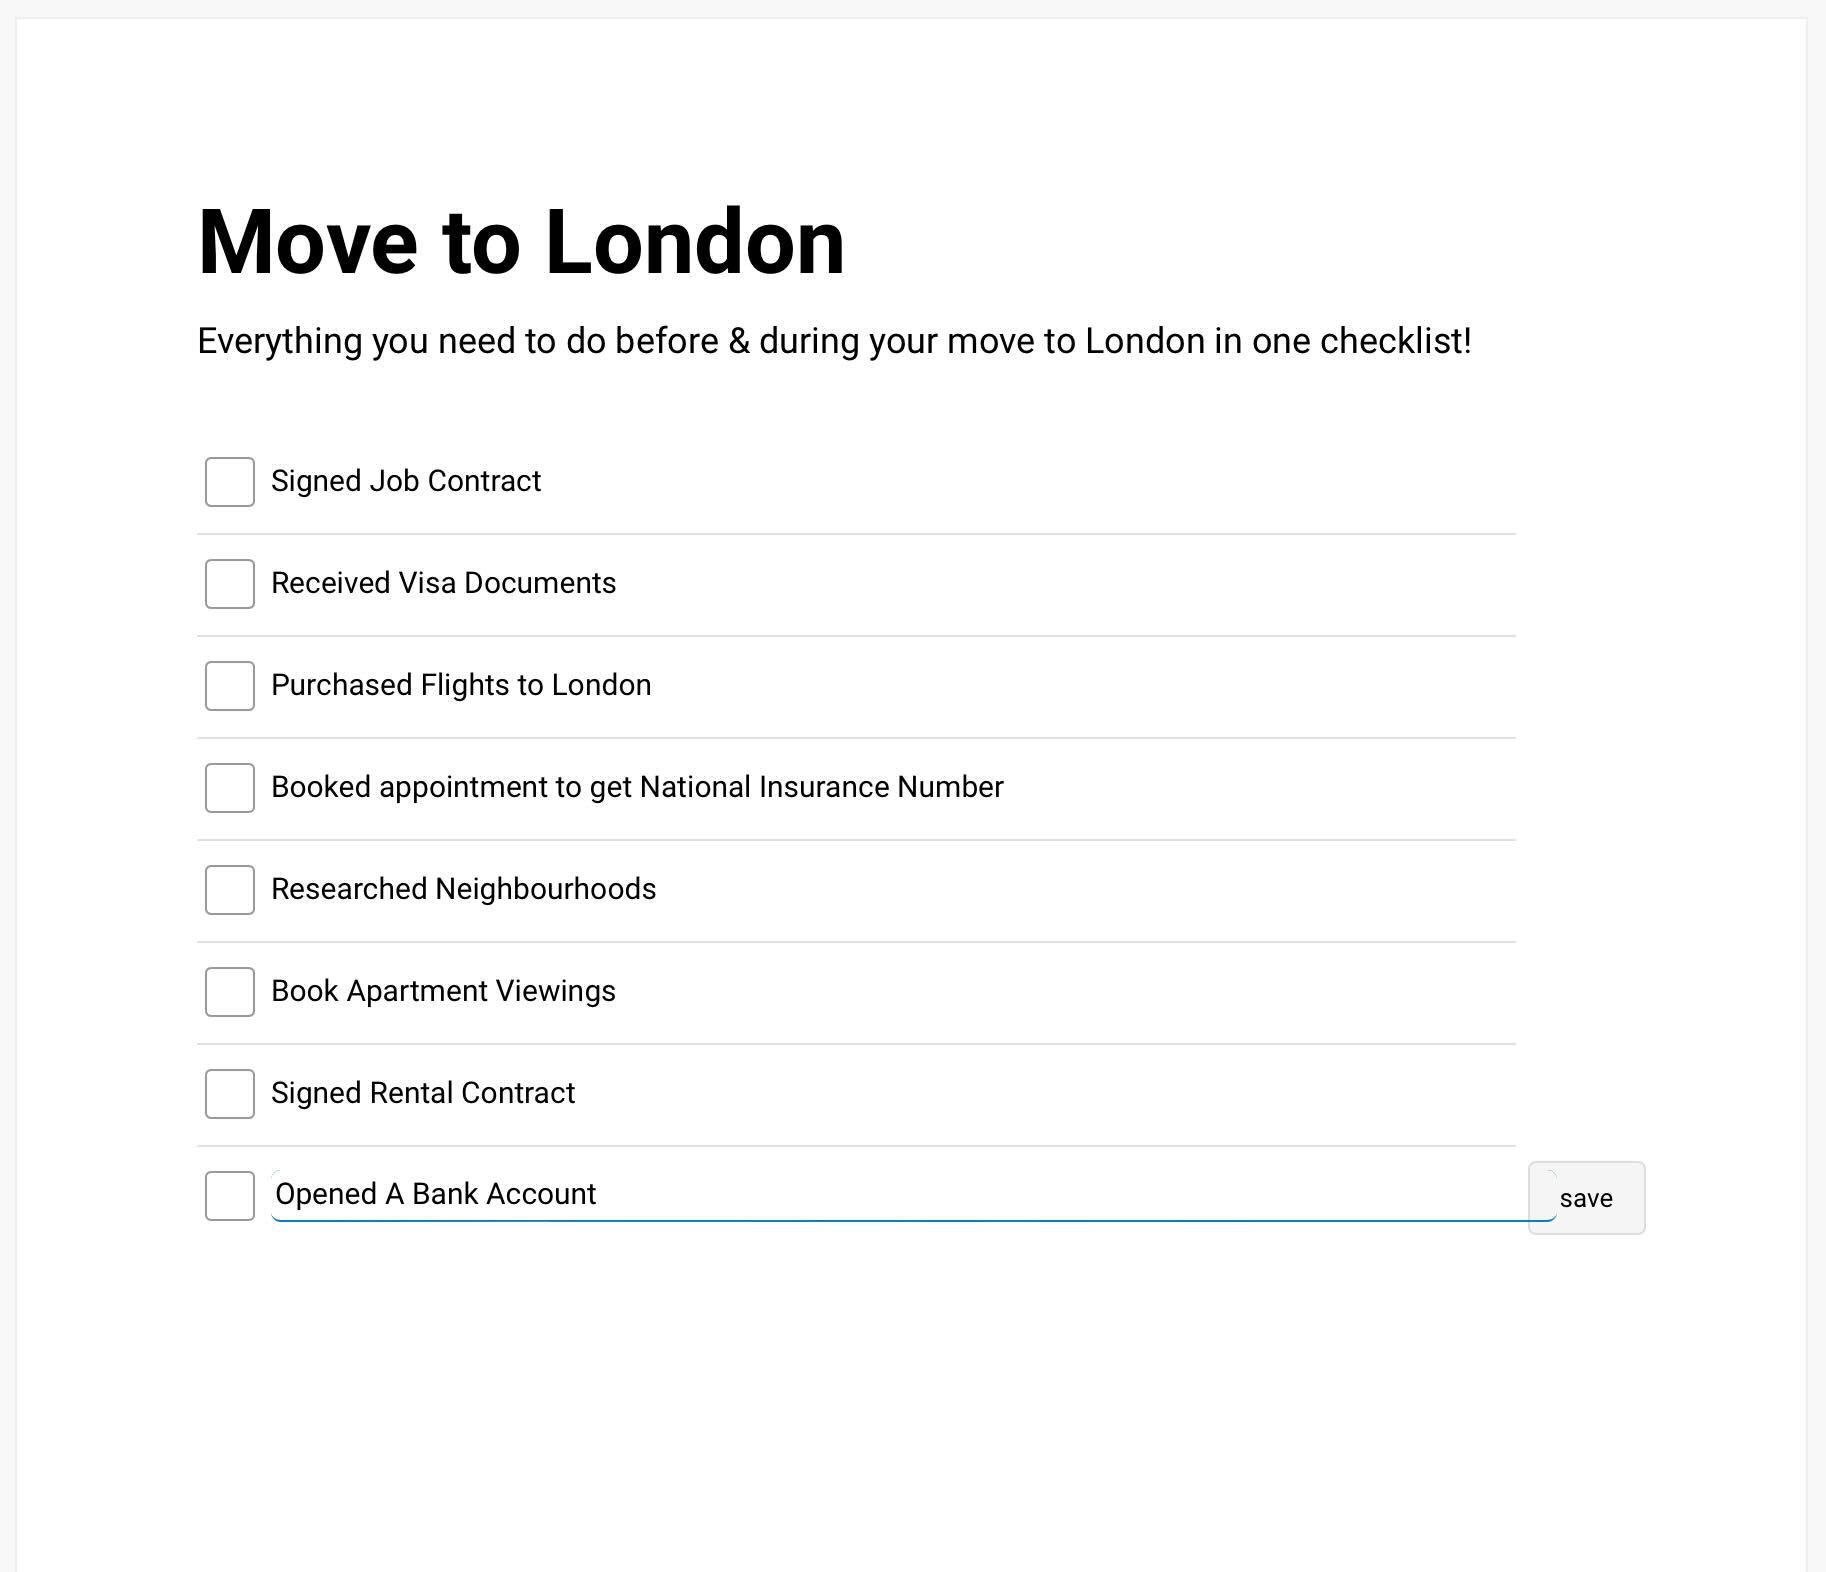 Move to London
Everything you need to do before & during your move to London in one checklist!
Signed Job Contract
Received Visa Documents
Purchased Flights to London
Booked appointment to get National Insurance Number
Researched Neighbourhoods
Book Apartment Viewings
Signed Rental Contract
Opened A Bank Account
save